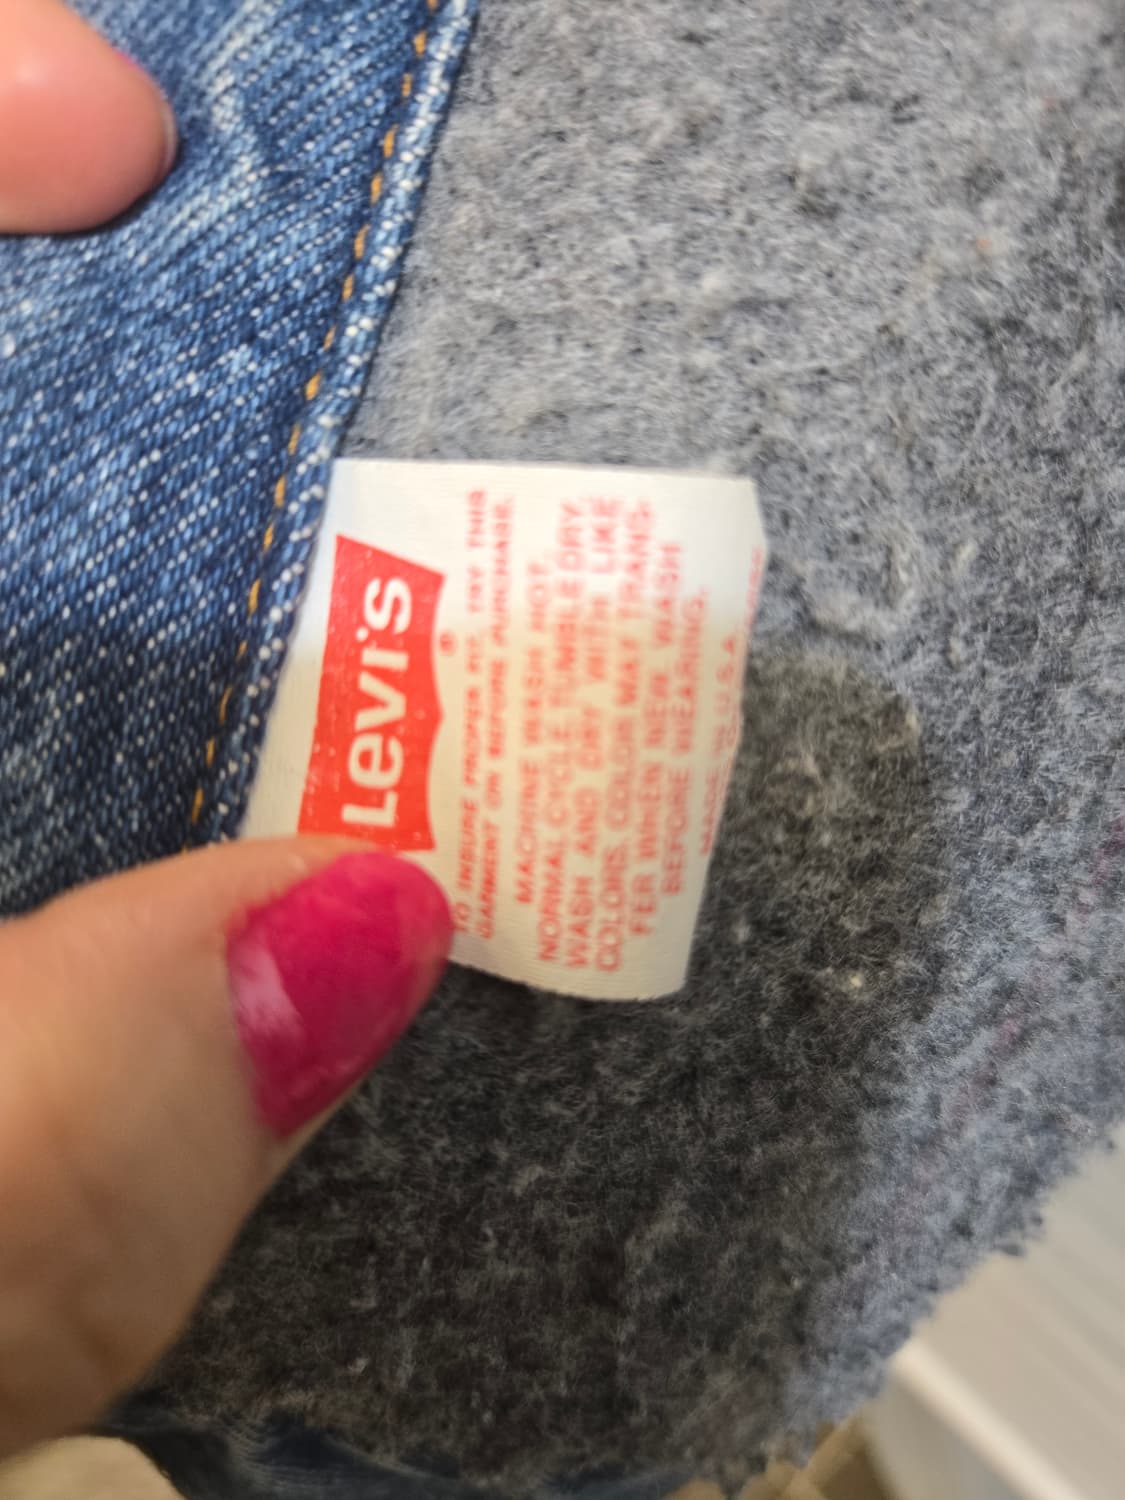 Levi's ®
TO INSURE PROPER FIT, TRY THIS
GARMENT ON BEFORE PURCHASE.
MACHINE WASH HOT,
NORMAL CYCLE, TUMBLE DRY.
WASH AND DRY WITH LIKE
COLORS. COLOR MAY TRANS-
FER WHEN NEW. WASH
BEFORE WEARING.
MADE U.S.A.